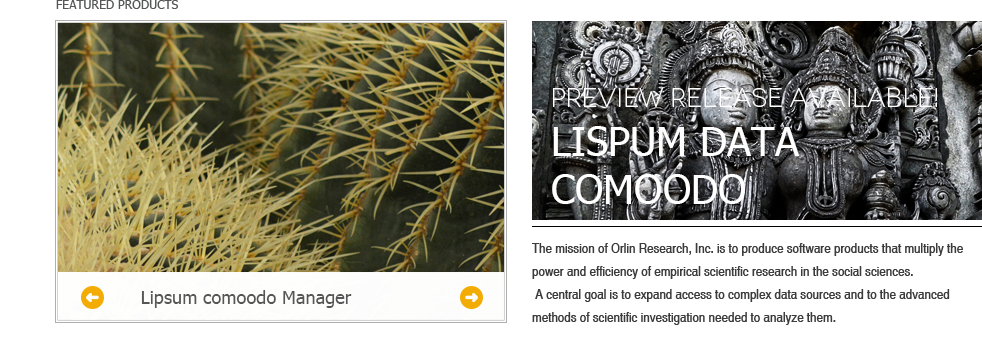 FEATURED PRODUCTS
Lipsum comoodo Manager
PREVIEW RELEASE AVAILABLE!
LISPUM DATA
COMOODO
The mission of Orlin Research, Inc. is to produce software products that multiply the
power and efficiency of empirical scientific research in the social sciences.
A central goal is to expand access to complex data sources and to the advanced
methods of scientific investigation needed to analyze them.